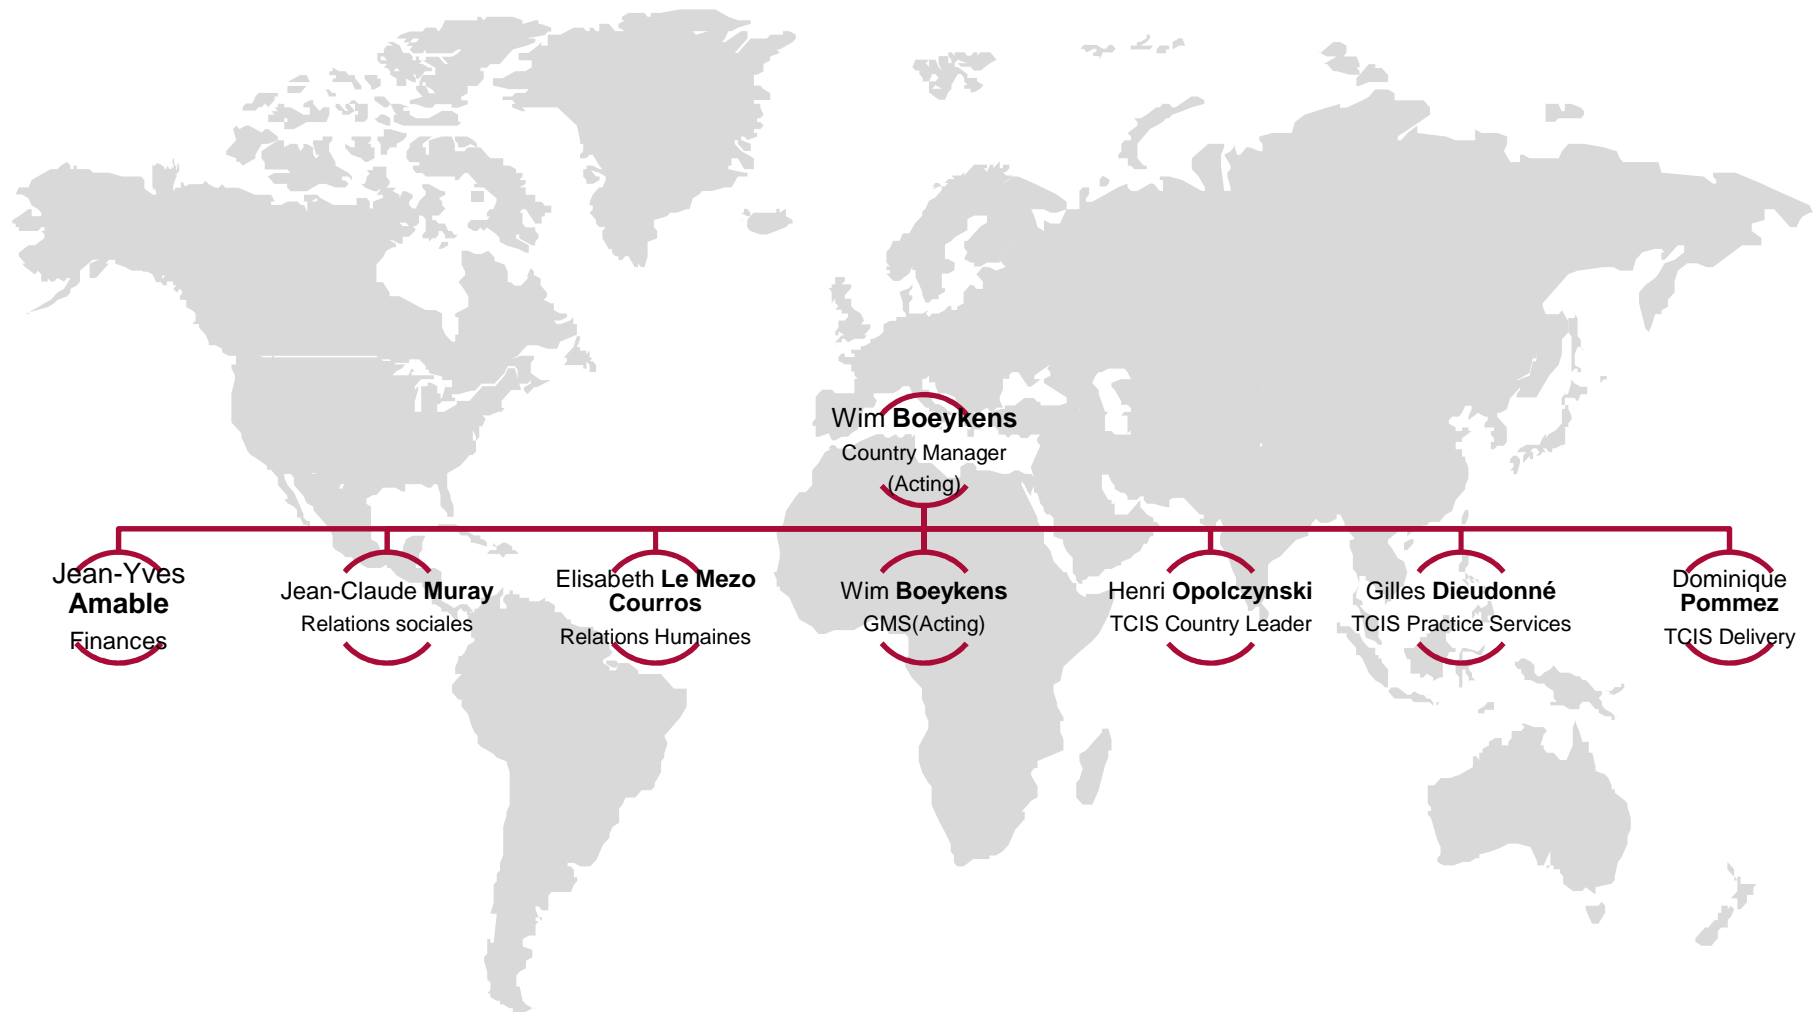 Wim Boeykens
Country Manager
(Acting)
Jean-Yves
Amable
Finances
Jean-Claude Muray
Relations sociales
Elisabeth Le Mezo
Courros
Relations Humaines
Wim Boeykens
GMS(Acting)
Henri Opolczynski
TCIS Country Leader
Gilles Dieudonné
TCIS Practice Services
Dominique
Pommez
TCIS Delivery